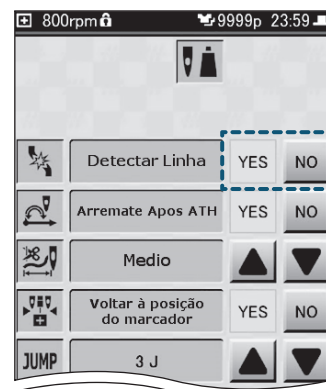 800rpm 9999p 23:59
Detectar Linha YES NO
Arremate Apos ATH YES NO
Medio
Voltar à posição
do marcador YES NO
JUMP 3 J